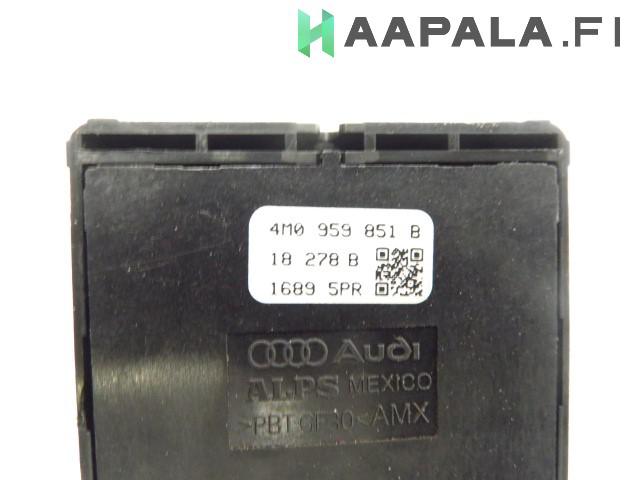 HAAPALA.FI
4M0 959 851 B
18 278 B
1689 5PR
Audi
ALPS MEXICO
>PBT-GF30<AMX